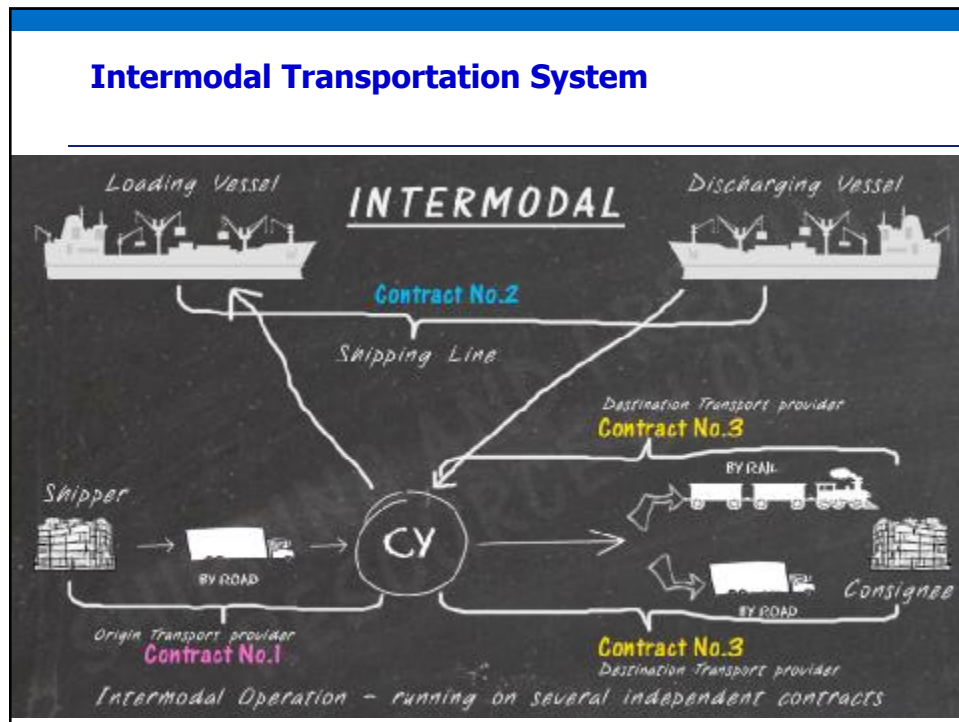 Intermodal Transportation System
Loading Vessel
INTERMODAL
Discharging Vessel
Contract No.2
Shipping Line
Destination Transport provider
Contract No.3
BY RAIL
Shipper
CY
BY ROAD
BY ROAD
Consignee
Origin Transport provider
Contract No.1
Contract No.3
Destination Transport provider
Intermodal Operation - running on several independent contracts